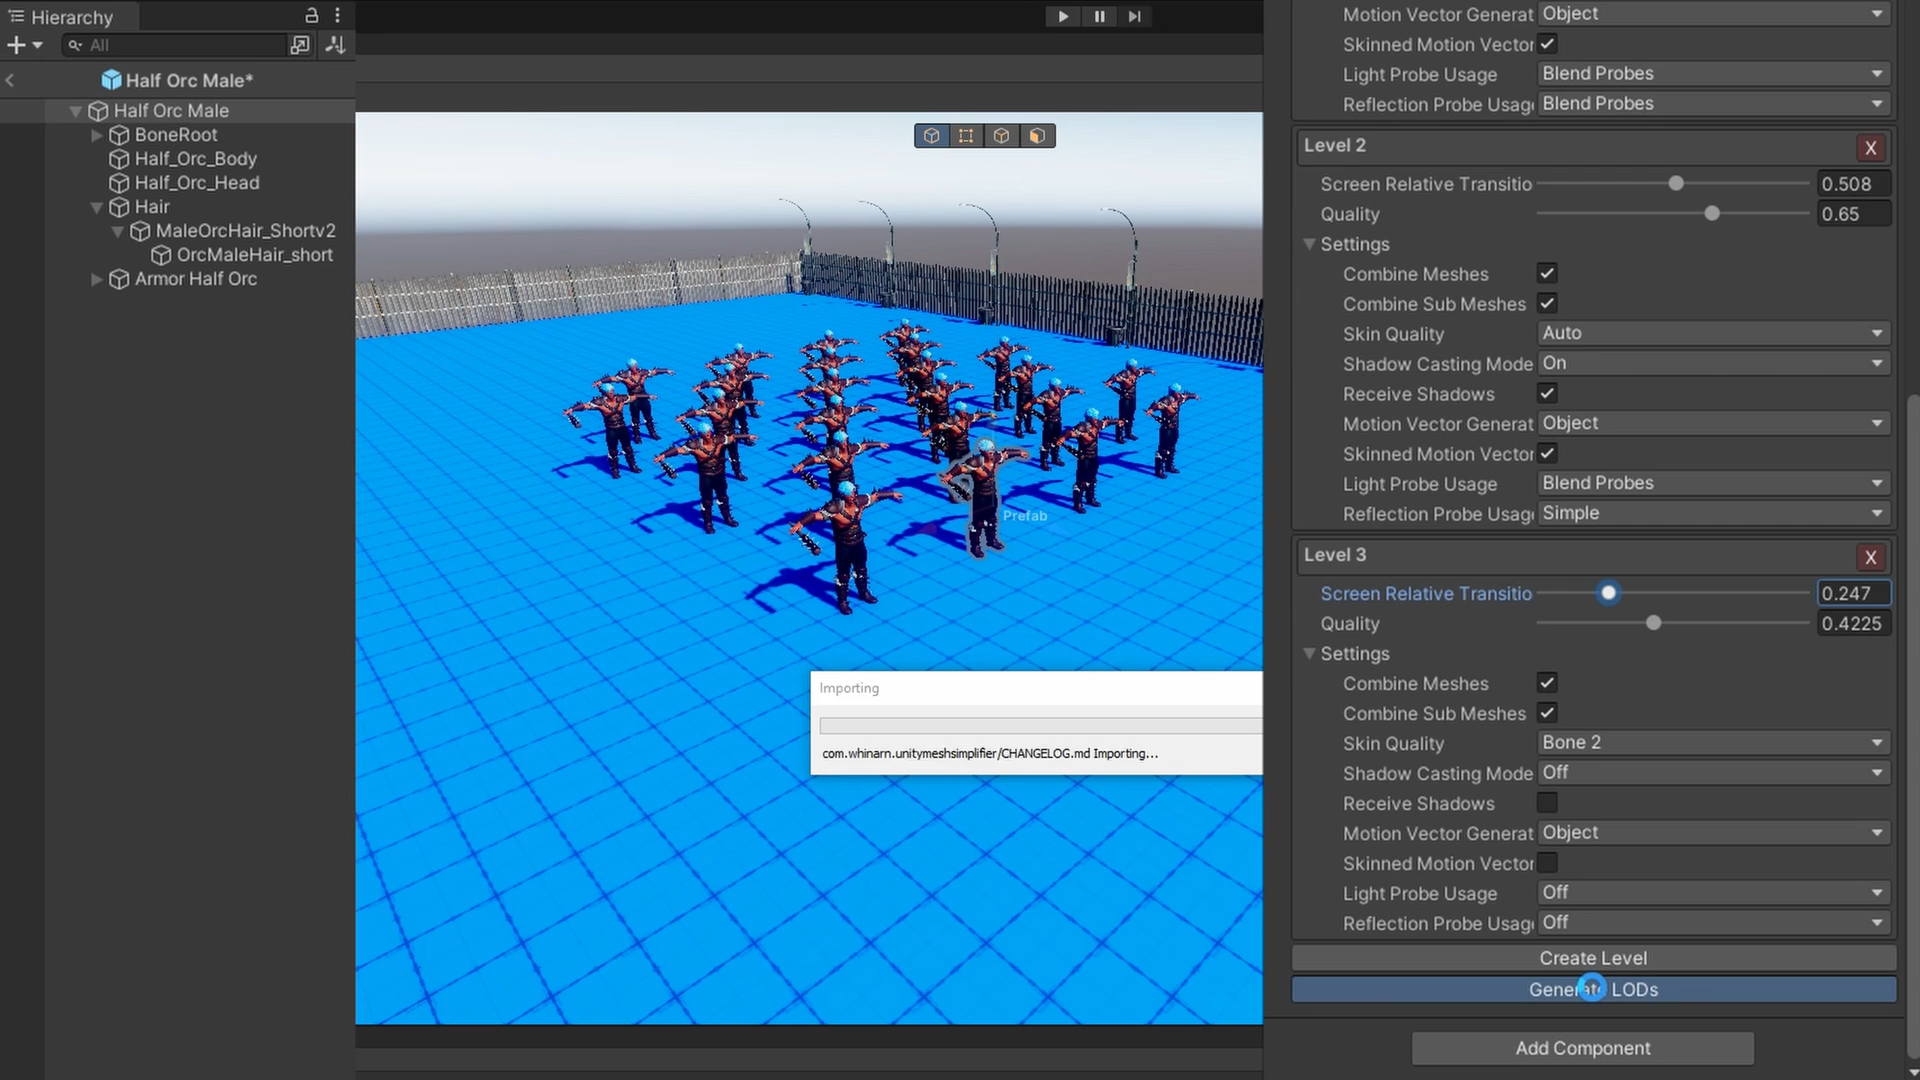 Hierarchy
All
Half Orc Male*
Half Orc Male
BoneRoot
Half_Orc_Body
Half_Orc_Head
Hair
MaleOrcHair_Shortv2
OrcMaleHair_short
Armor Half Orc
Prefab
Importing
com.whinarn.unitymeshsimplifier/CHANGELOG.md Importing...
Motion Vector Generat Object
Skinned Motion Vector
Light Probe Usage Blend Probes
Reflection Probe Usag Blend Probes
Level 2
X
Screen Relative Transitio 0.508
Quality 0.65
Settings
Combine Meshes
Combine Sub Meshes
Skin Quality Auto
Shadow Casting Mode On
Receive Shadows
Motion Vector Generat Object
Skinned Motion Vector
Light Probe Usage Blend Probes
Reflection Probe Usag Simple
Level 3
X
Screen Relative Transitio 0.247
Quality 0.4225
Settings
Combine Meshes
Combine Sub Meshes
Skin Quality Bone 2
Shadow Casting Mode Off
Receive Shadows
Motion Vector Generat Object
Skinned Motion Vector
Light Probe Usage Off
Reflection Probe Usag Off
Create Level
Generate LODs
Add Component